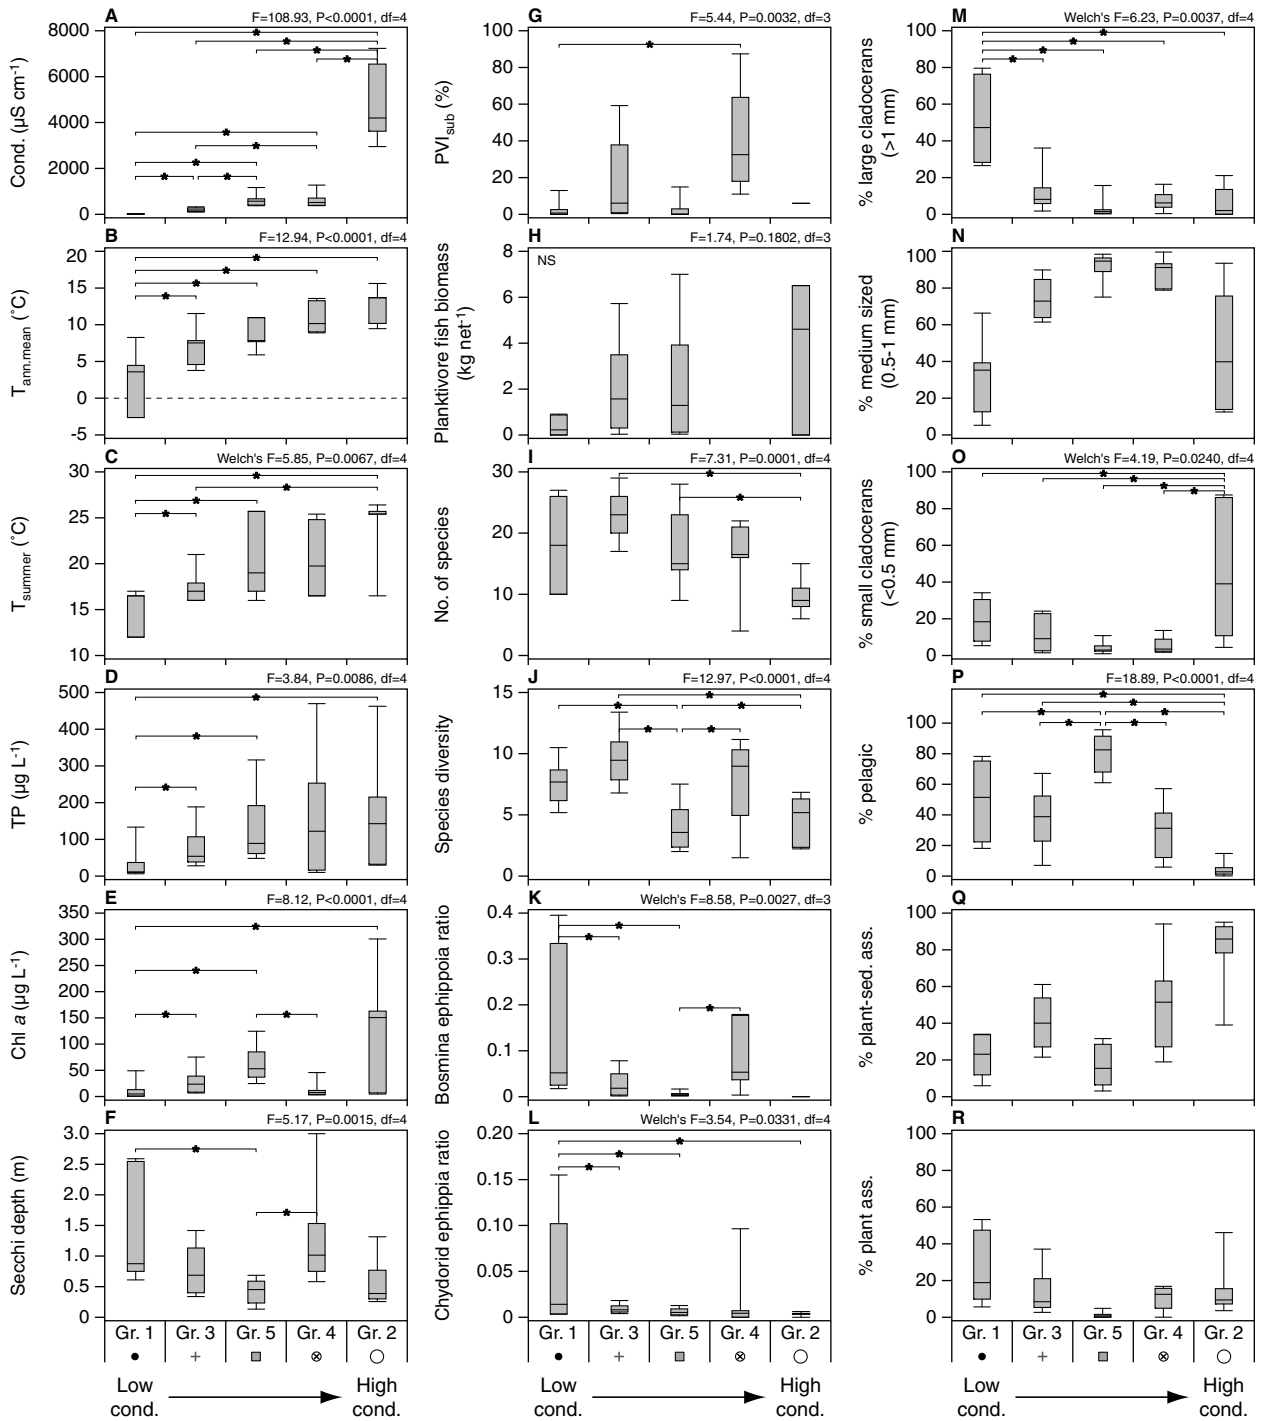 A F=108.93, P<0.0001, df=4
Cond. (µS cm-1)
8000
6000
4000
2000
0
B F=12.94, P<0.0001, df=4
Tann.mean (˚C)
20
15
10
5
0
-5
C Welch's F=5.85, P=0.0067, df=4
Tsummer (˚C)
30
25
20
15
10
D F=3.84, P=0.0086, df=4
TP (µg L-1)
500
400
300
200
100
0
E F=8.12, P<0.0001, df=4
Chl a (µg L-1)
350
300
250
200
150
100
50
0
F F=5.17, P=0.0015, df=4
Secchi depth (m)
3.0
2.5
2.0
1.5
1.0
0.5
0
Gr. 1 Gr. 3 Gr. 5 Gr. 4 Gr. 2
Low cond. High cond.
G F=5.44, P=0.0032, df=3
PVIsub (%)
100
80
60
40
20
0
H F=1.74, P=0.1802, df=3
NS
Planktivore fish biomass
(kg net-1)
8
6
4
2
0
I F=7.31, P=0.0001, df=4
No. of species
30
20
10
0
J F=12.97, P<0.0001, df=4
Species diversity
15
10
5
0
K Welch's F=8.58, P=0.0027, df=3
Bosmina ephippoia ratio
0.4
0.3
0.2
0.1
0
L Welch's F=3.54, P=0.0331, df=4
Chydorid ephippia ratio
0.20
0.15
0.10
0.05
0
Gr. 1 Gr. 3 Gr. 5 Gr. 4 Gr. 2
Low cond. High cond.
M Welch's F=6.23, P=0.0037, df=4
% large cladocerans
(>1 mm)
100
80
60
40
20
0
N
% medium sized
(0.5-1 mm)
100
80
60
40
20
0
O Welch's F=4.19, P=0.0240, df=4
% small cladocerans
(<0.5 mm)
100
80
60
40
20
0
P F=18.89, P<0.0001, df=4
% pelagic
100
80
60
40
20
0
Q
% plant-sed. ass.
100
80
60
40
20
0
R
% plant ass.
100
80
60
40
20
0
Gr. 1 Gr. 3 Gr. 5 Gr. 4 Gr. 2
Low cond. High cond.